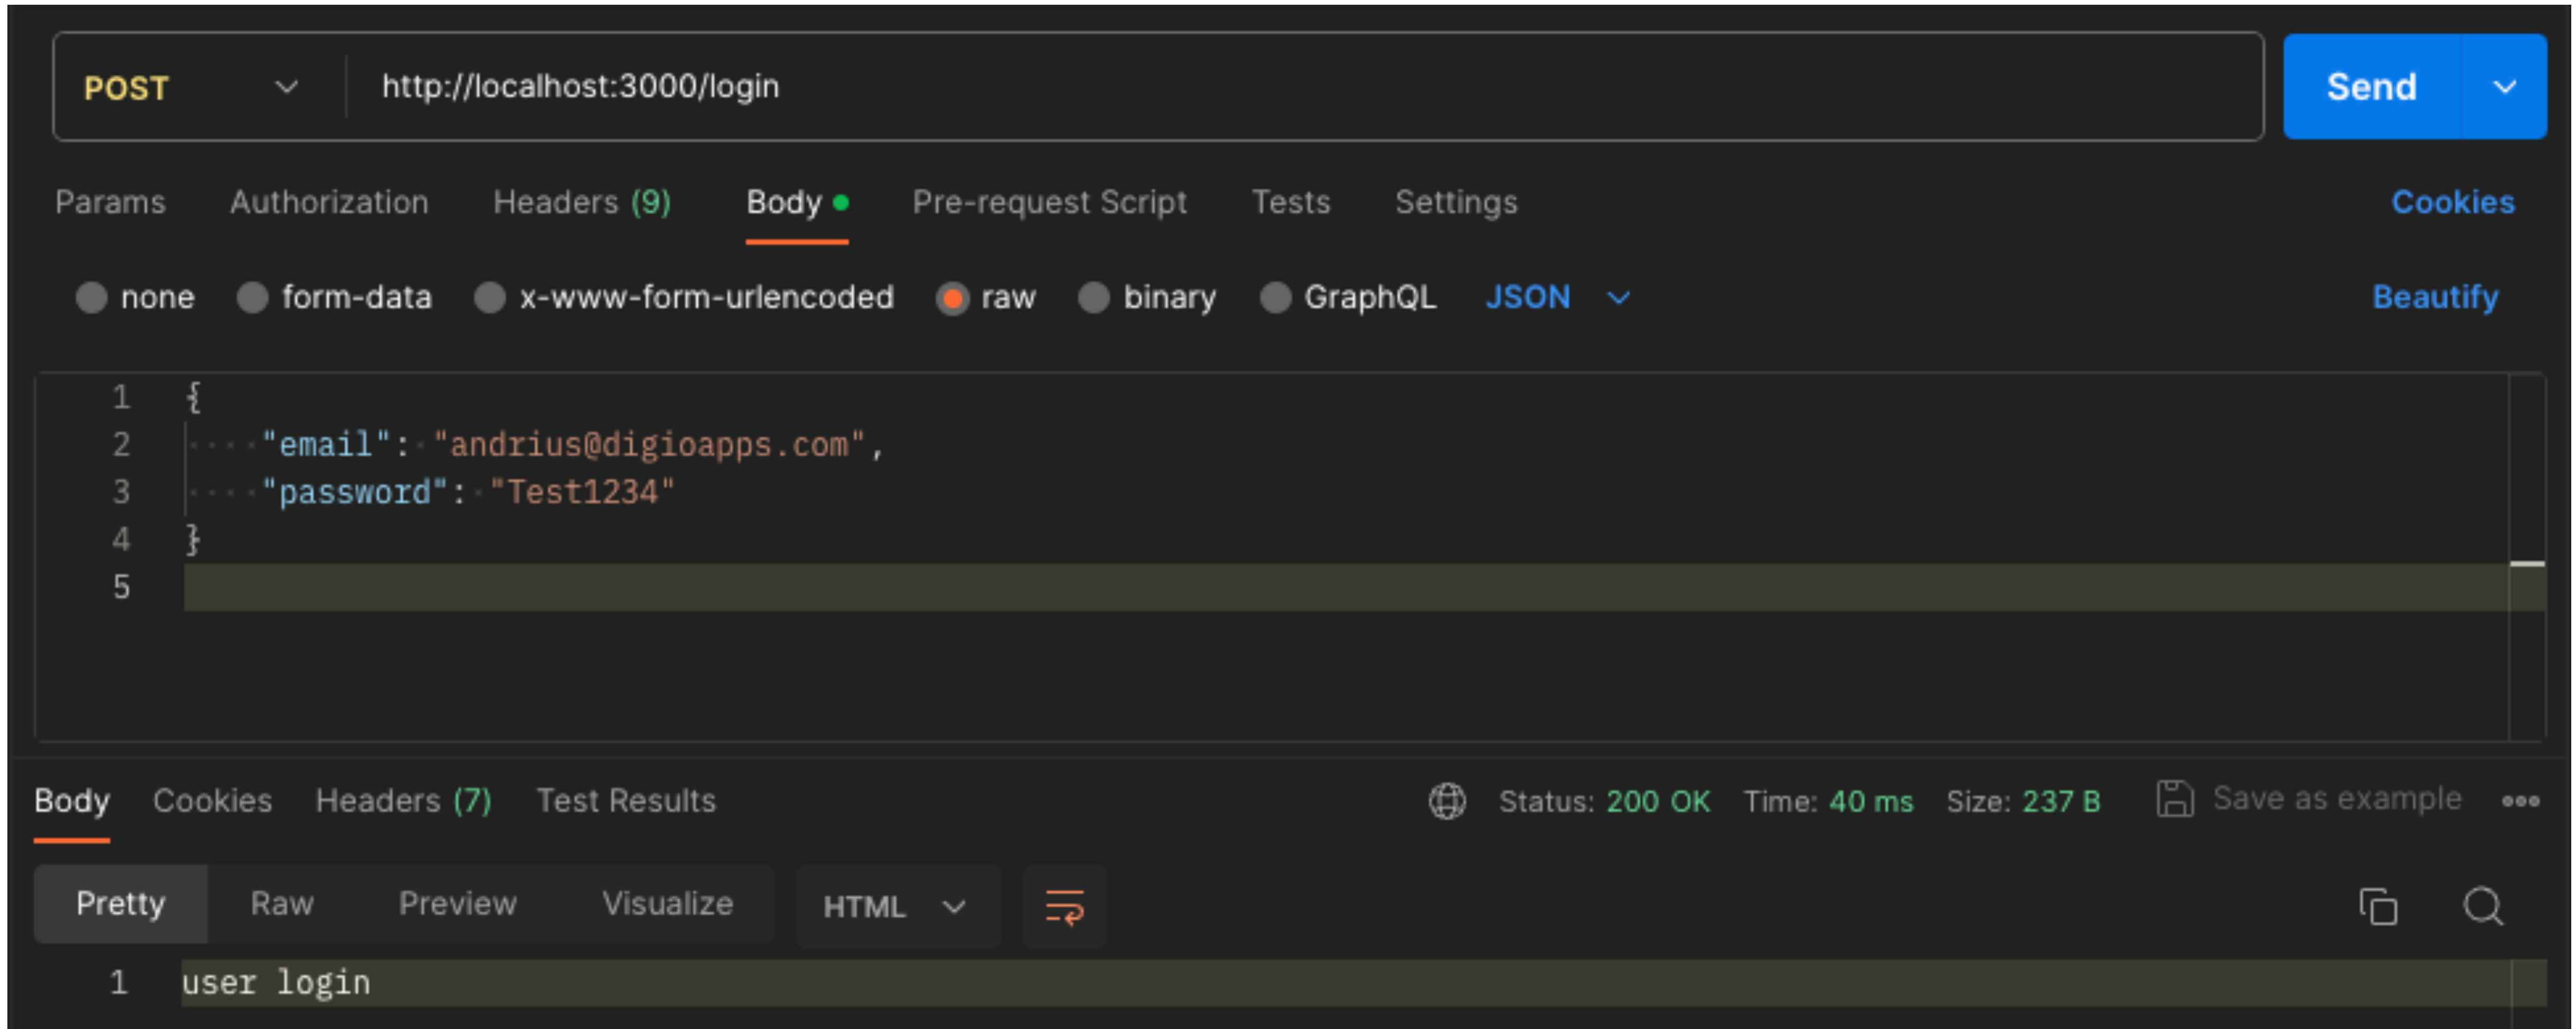 POST http://localhost:3000/login Send
Params Authorization Headers (9) Body Pre-request Script Tests Settings Cookies
none form-data x-www-form-urlencoded raw binary GraphQL JSON Beautify
1 {
2 "email": "andrius@digioapps.com",
3 "password": "Test1234"
4 }
5
Body Cookies Headers (7) Test Results Status: 200 OK Time: 40 ms Size: 237 B Save as example
Pretty Raw Preview Visualize HTML
1 user login